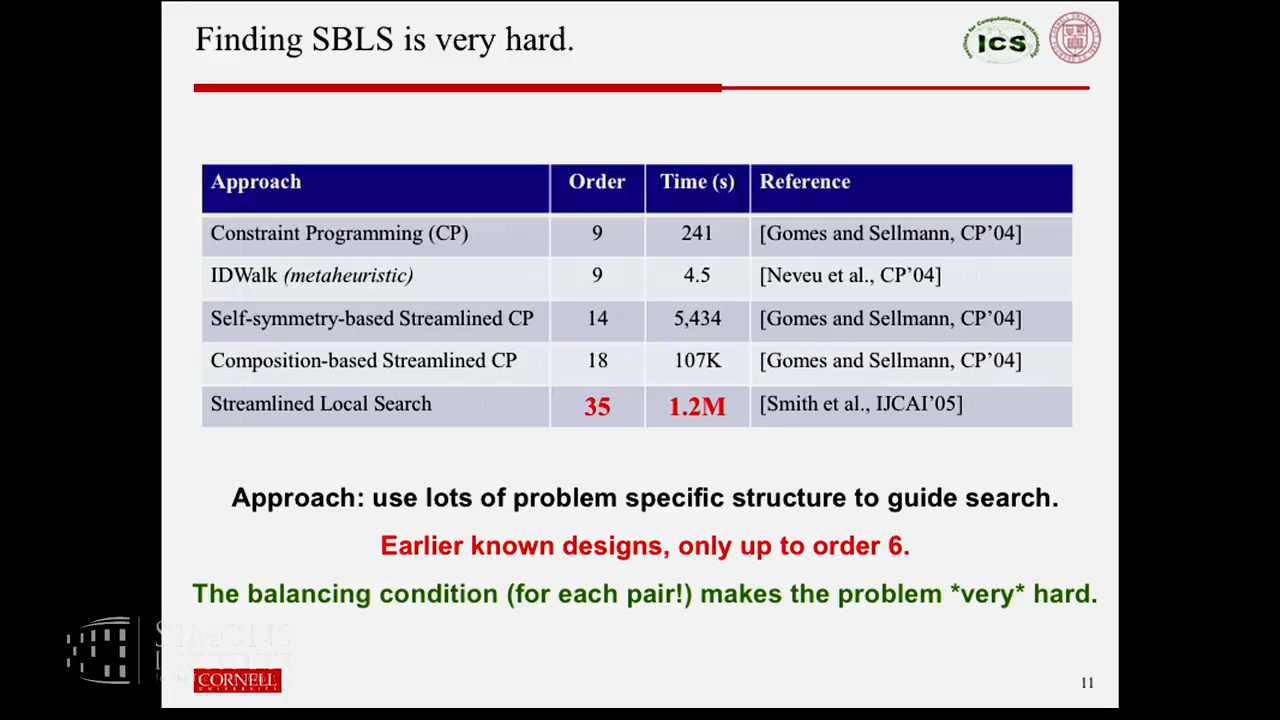 Finding SBLS is very hard.
ICS
Approach Order Time (s) Reference
Constraint Programming (CP) 9 241 [Gomes and Sellmann, CP’04]
IDWalk (metaheuristic) 9 4.5 [Neveu et al., CP’04]
Self-symmetry-based Streamlined CP 14 5,434 [Gomes and Sellmann, CP’04]
Composition-based Streamlined CP 18 107K [Gomes and Sellmann, CP’04]
Streamlined Local Search 35 1.2M [Smith et al., IJCAI’05]
Approach: use lots of problem specific structure to guide search.
Earlier known designs, only up to order 6.
The balancing condition (for each pair!) makes the problem *very* hard.
SIMONS
INSTITUTE
CORNELL
UNIVERSITY
11